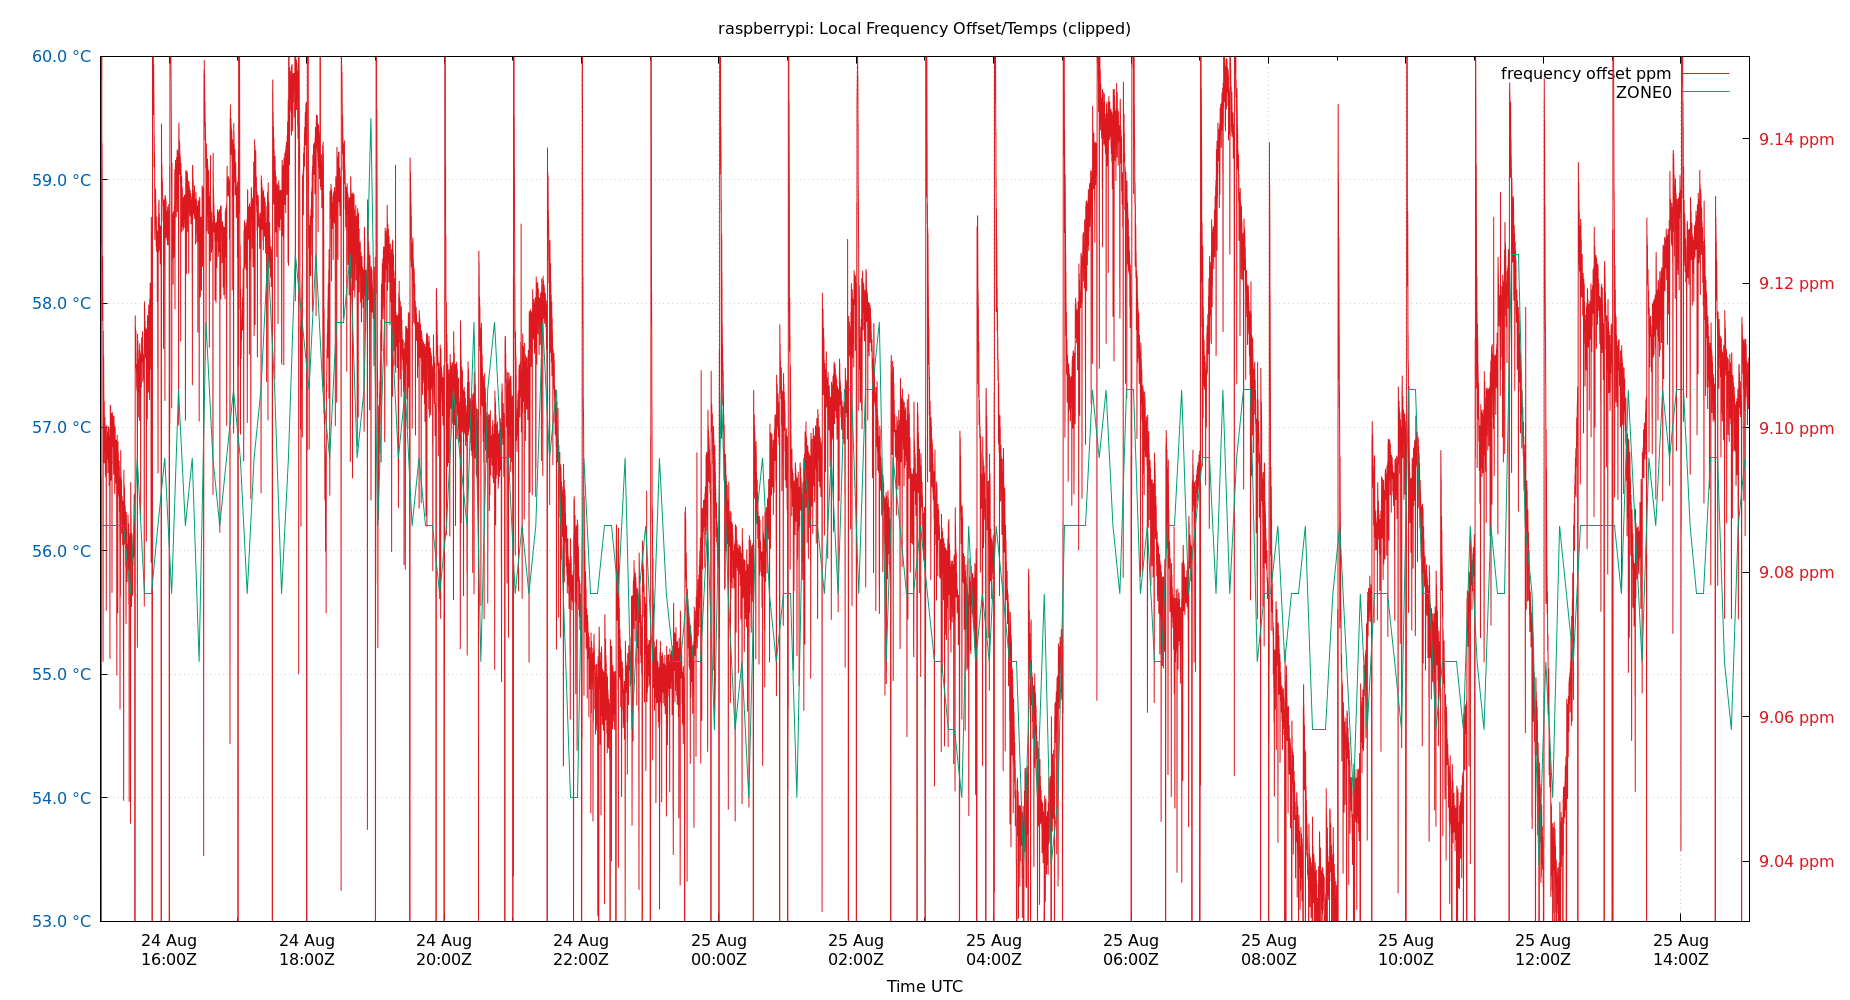 raspberrypi: Local Frequency Offset/Temps (clipped)
60.0 °C
59.0 °C
58.0 °C
57.0 °C
56.0 °C
55.0 °C
54.0 °C
53.0 °C
frequency offset ppm
ZONE0
9.14 ppm
9.12 ppm
9.10 ppm
9.08 ppm
9.06 ppm
9.04 ppm
24 Aug
16:00Z
24 Aug
18:00Z
24 Aug
20:00Z
24 Aug
22:00Z
25 Aug
00:00Z
25 Aug
02:00Z
25 Aug
04:00Z
25 Aug
06:00Z
25 Aug
08:00Z
25 Aug
10:00Z
25 Aug
12:00Z
25 Aug
14:00Z
Time UTC